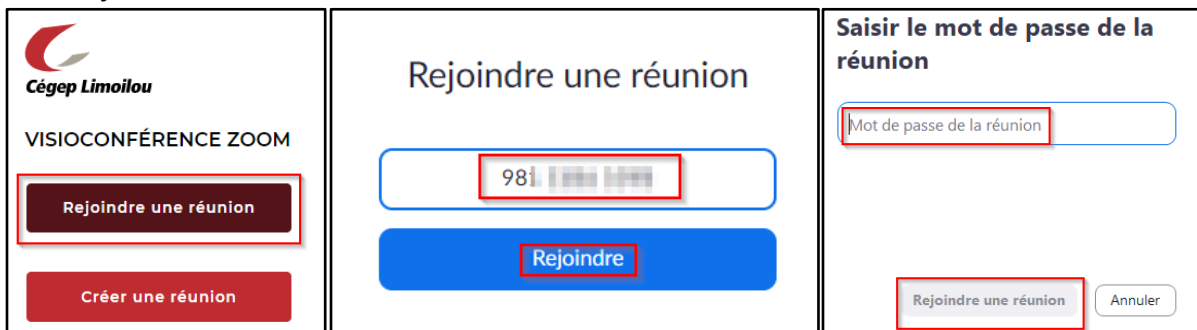 Cégep Limoilou
VISIOCONFÉRENCE ZOOM
Rejoindre une réunion
Créer une réunion
Rejoindre une réunion
981
Rejoindre
Saisir le mot de passe de la
réunion
Mot de passe de la réunion
Rejoindre une réunion
Annuler